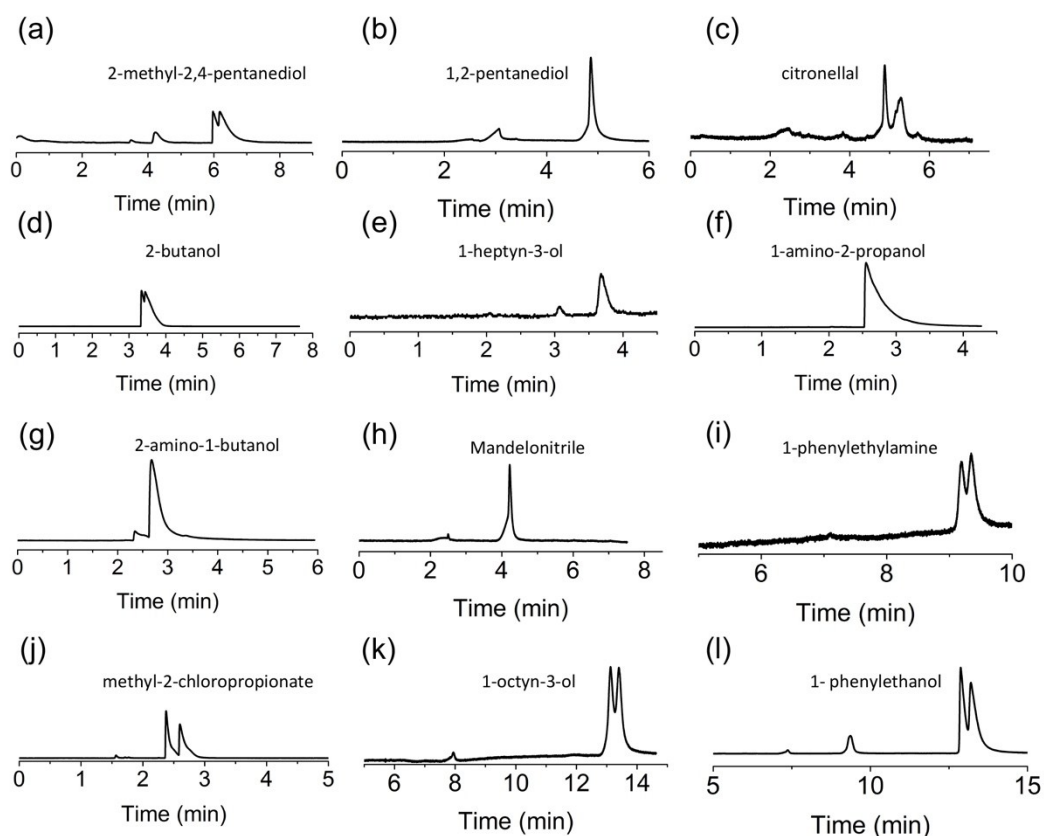 (a)
2-methyl-2,4-pentanediol
0 2 4 6 8
Time (min)
(b)
1,2-pentanediol
0 2 4 6
Time (min)
(c)
citronellal
0 2 4 6
Time (min)
(d)
2-butanol
0 1 2 3 4 5 6 7 8
Time (min)
(e)
1-heptyn-3-ol
0 1 2 3 4
Time (min)
(f)
1-amino-2-propanol
0 1 2 3 4
Time (min)
(g)
2-amino-1-butanol
0 1 2 3 4 5 6
Time (min)
(h)
Mandelonitrile
0 2 4 6 8
Time (min)
(i)
1-phenylethylamine
6 8 10
Time (min)
(j)
methyl-2-chloropropionate
0 1 2 3 4 5
Time (min)
(k)
1-octyn-3-ol
6 8 10 12 14
Time (min)
(l)
1- phenylethanol
5 10 15
Time (min)